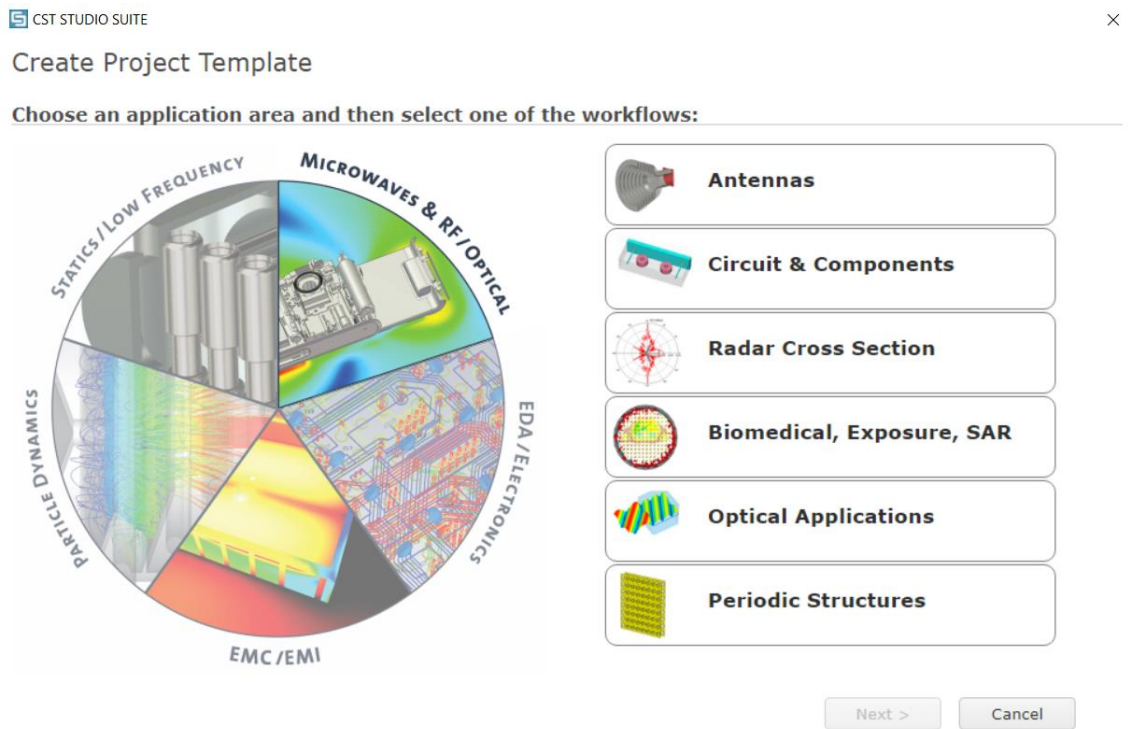 CST STUDIO SUITE
Create Project Template
Choose an application area and then select one of the workflows:
STATICS/LOW FREQUENCY
MICROWAVES & RF/OPTICAL
EDA/ELECTRONICS
EMC/EMI
PARTICLE DYNAMICS
Antennas
Circuit & Components
Radar Cross Section
Biomedical, Exposure, SAR
Optical Applications
Periodic Structures
Next >
Cancel